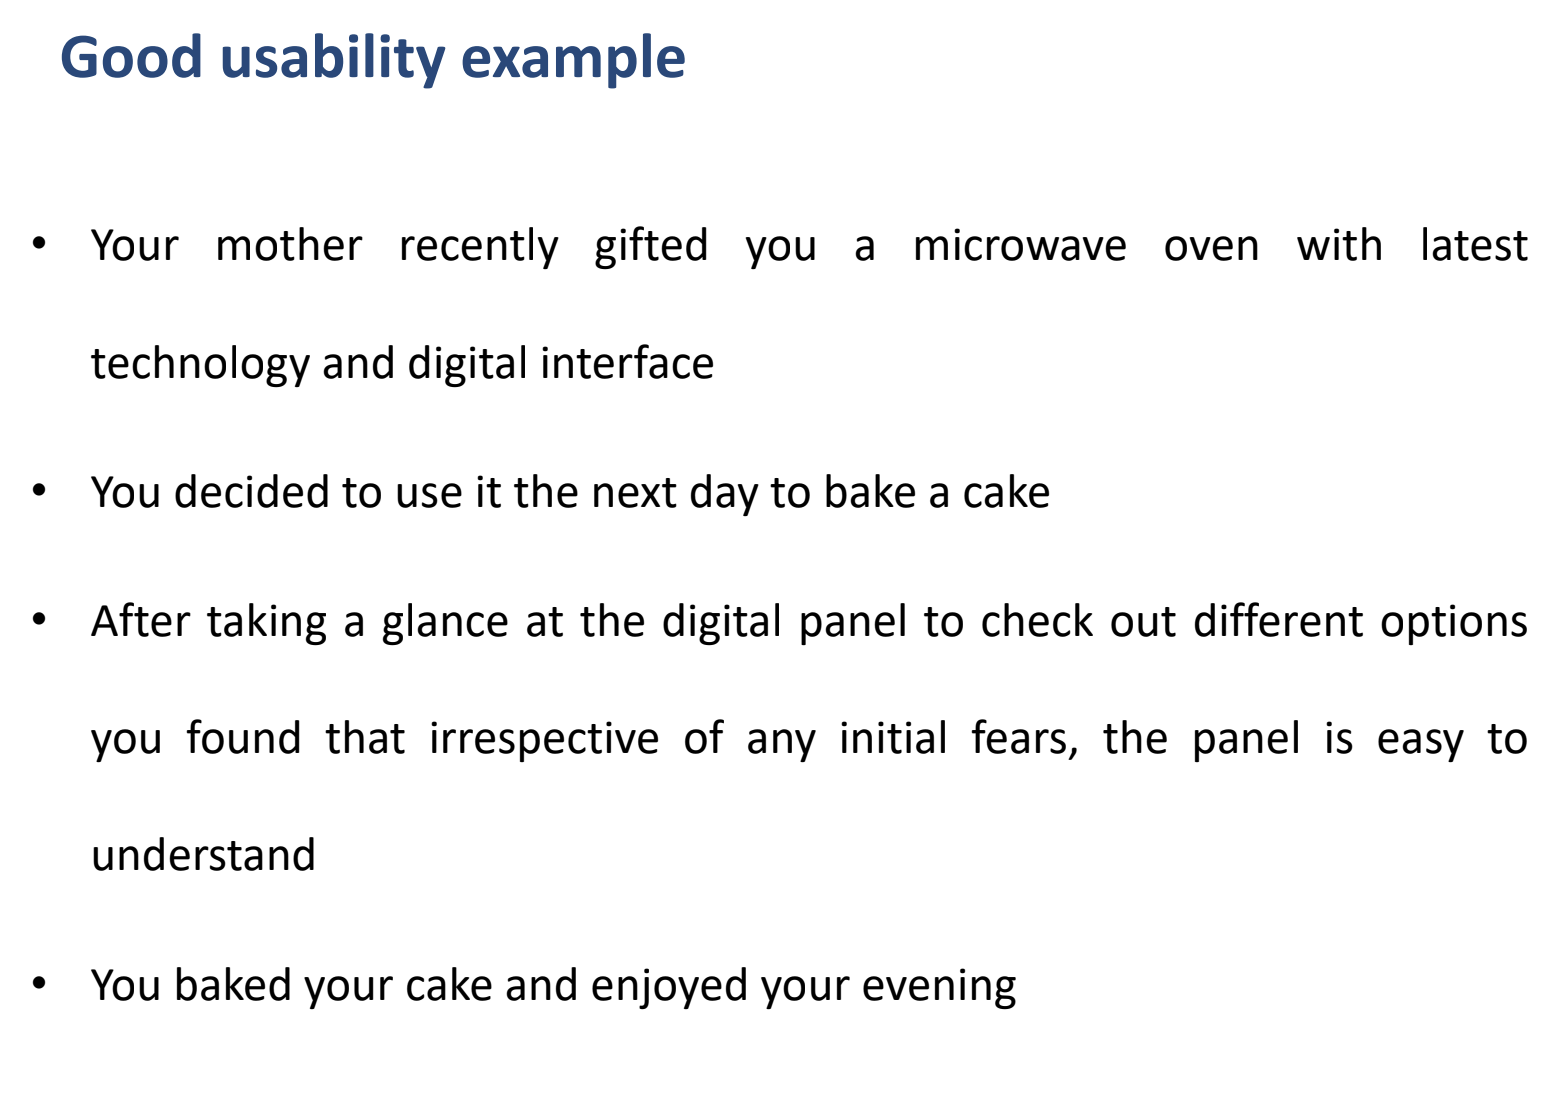 Good usability example
• Your mother recently gifted you a microwave oven with latest
technology and digital interface
• You decided to use it the next day to bake a cake
• After taking a glance at the digital panel to check out different options
you found that irrespective of any initial fears, the panel is easy to
understand
• You baked your cake and enjoyed your evening